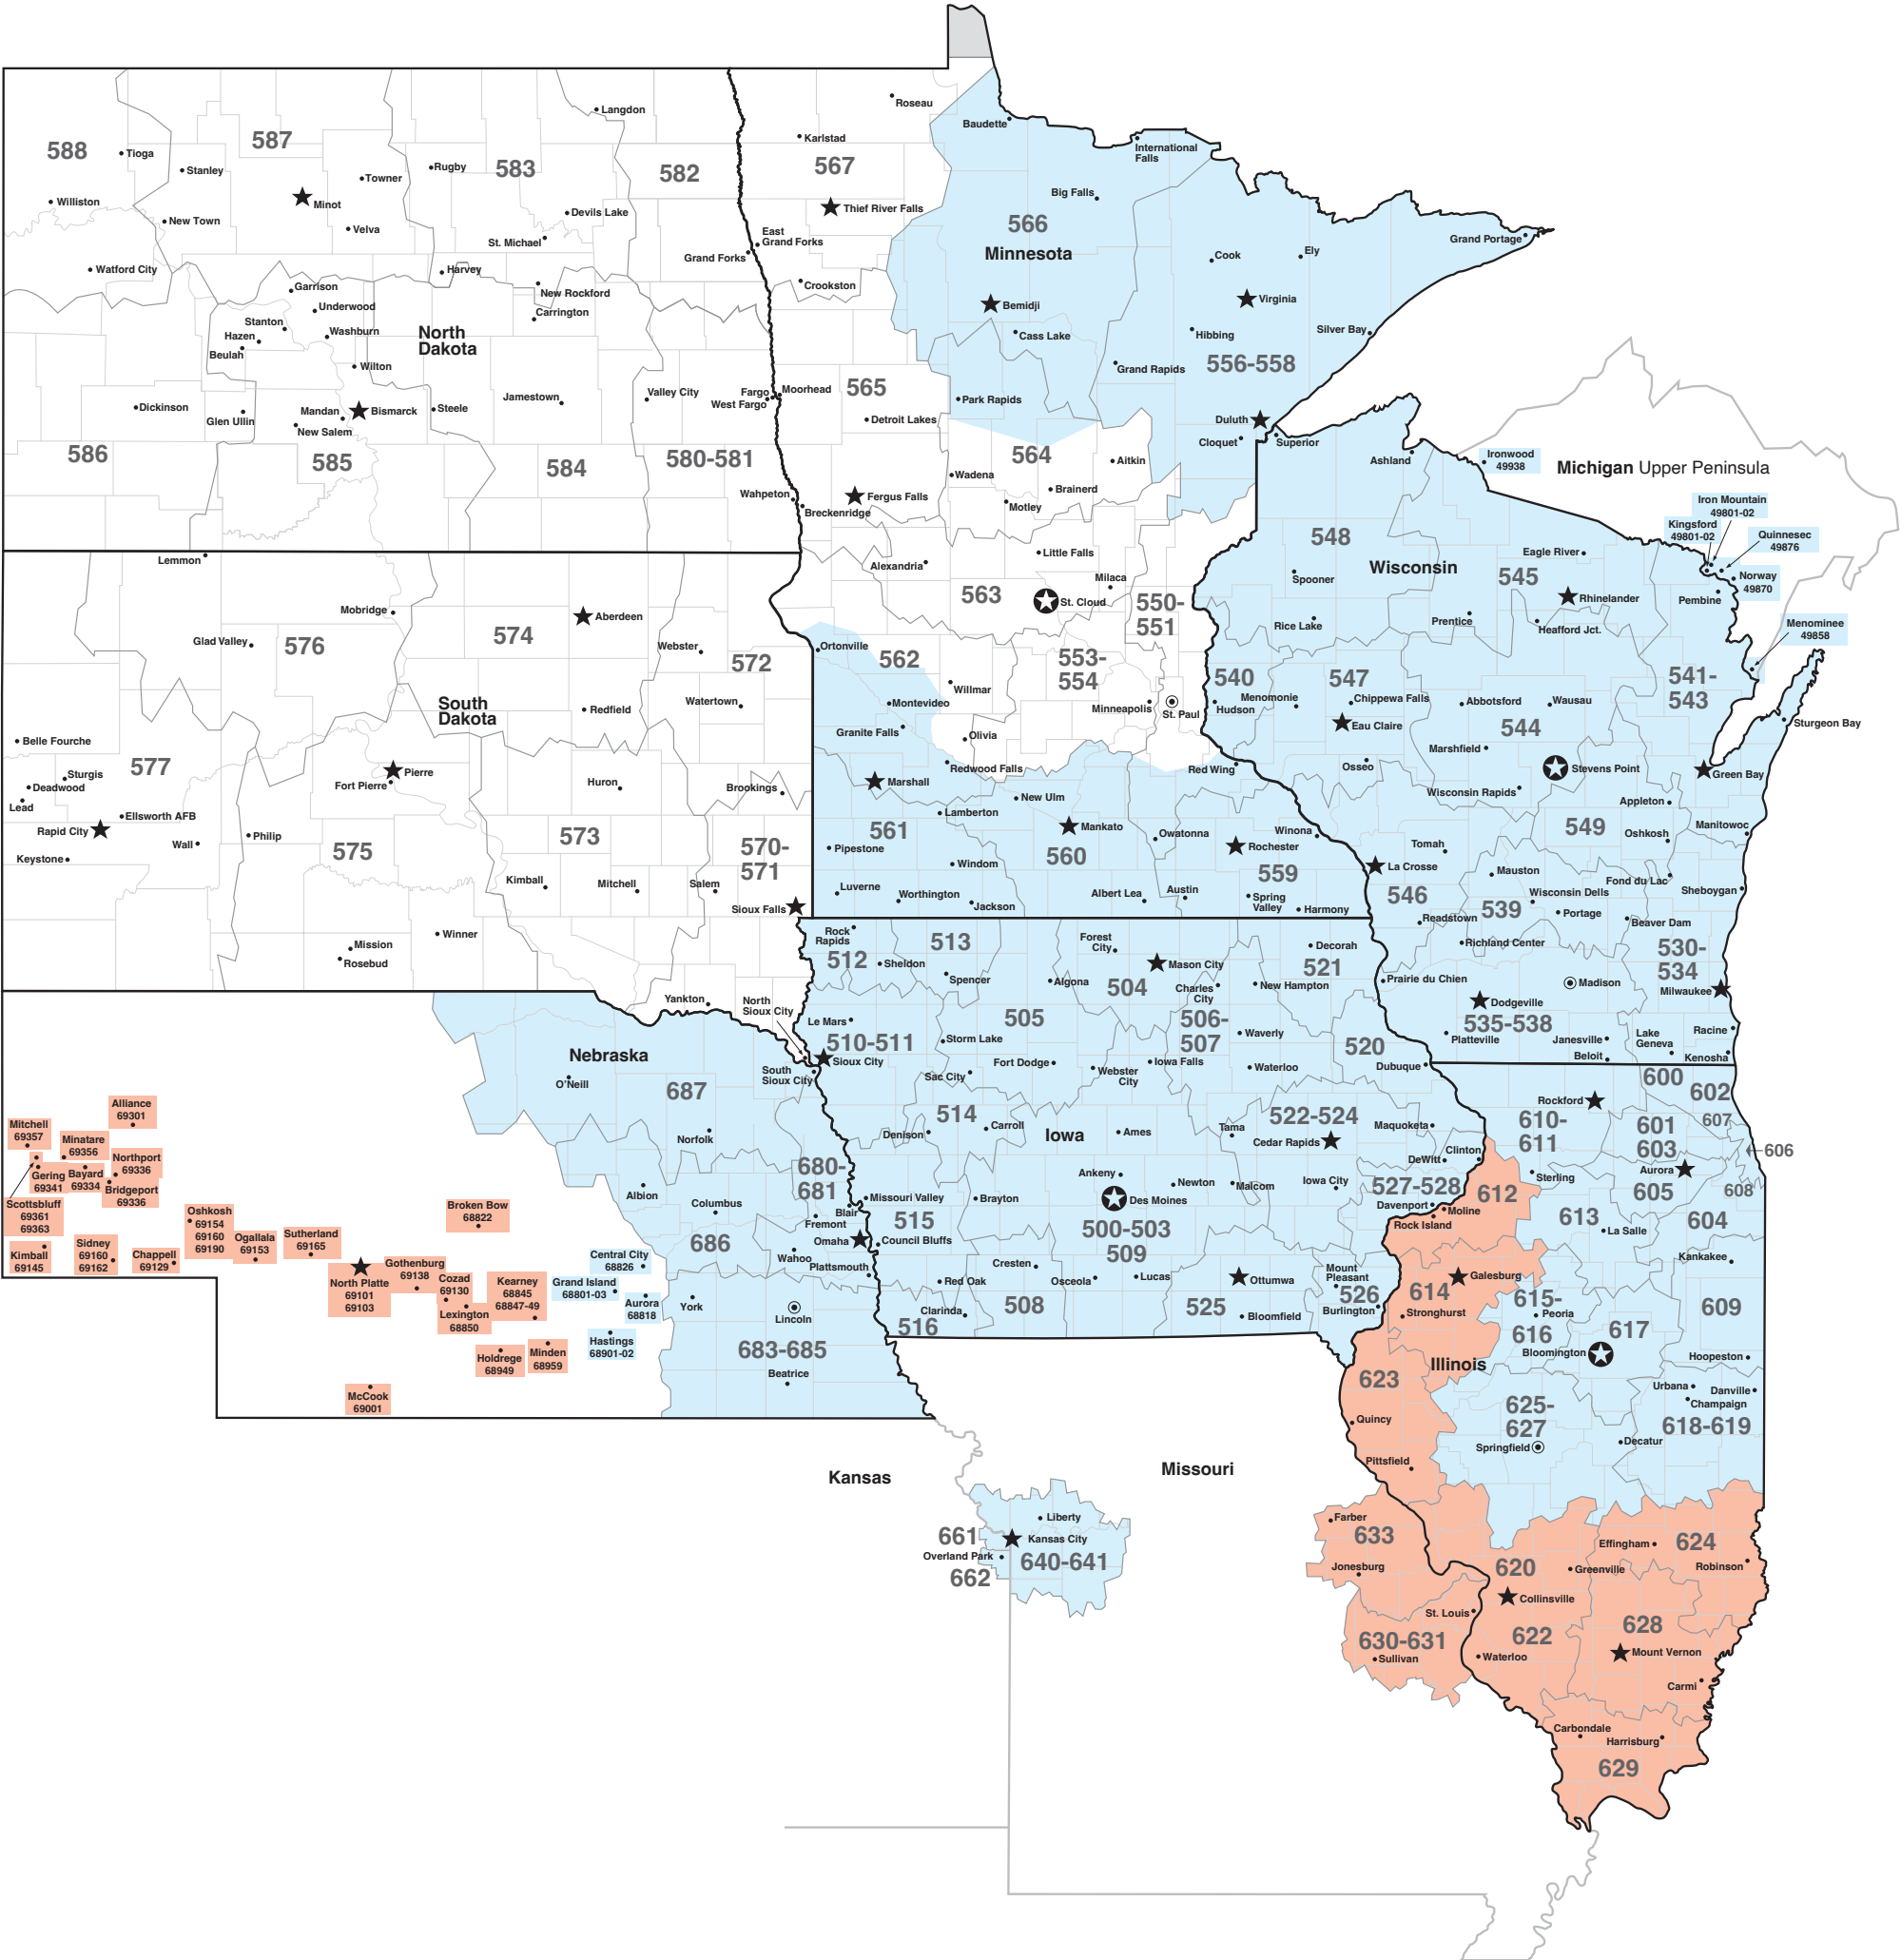 588
Tioga
Williston
Watford City
587
Stanley
Towner
Minot
New Town
Velva
Langdon
Rugby
583
Devils Lake
St. Michael
Harvey
New Rockford
Carrington
582
Grand Forks
Garrison
Underwood
Stanton
Hazen
Washburn
Beulah
Wilton
North
Dakota
Dickinson
Glen Ullin
Mandan
Bismarck
New Salem
Steele
Jamestown
Valley City
Fargo
West Fargo
586
585
584
580-581
Wahpeton
Roseau
Karlstad
567
Thief River Falls
East
Grand Forks
Crookston
Baudette
International
Falls
Big Falls
566
Minnesota
Bemidji
Cass Lake
Cook
Ely
Grand Portage
Virginia
Hibbing
Silver Bay
556-558
Grand Rapids
Moorhead
565
Detroit Lakes
Park Rapids
Duluth
Cloquet
Superior
564
Aitkin
Wadena
Brainerd
Motley
Fergus Falls
Breckenridge
Little Falls
Alexandria
Milaca
563
St. Cloud
550-
551
Ortonville
562
553-
554
Willmar
Montevideo
Minneapolis
St. Paul
Granite Falls
Olivia
Redwood Falls
Red Wing
Marshall
New Ulm
Lamberton
Mankato
Owatonna
Winona
Rochester
561
560
559
Pipestone
Windom
Luverne
Worthington
Jackson
Albert Lea
Austin
Spring
Valley
Harmony
Lemmon
Mobridge
Glad Valley
576
574
Aberdeen
Webster
572
South
Dakota
Redfield
Watertown
Belle Fourche
577
Sturgis
Deadwood
Lead
Ellsworth AFB
Rapid City
Keystone
Wall
Philip
Pierre
Fort Pierre
Huron
Brookings
575
573
570-
571
Kimball
Mitchell
Salem
Sioux Falls
Winner
Mission
Rosebud
Yankton
North
Sioux City
Ashland
Ironwood
49938
Michigan Upper Peninsula
Iron Mountain
49801-02
Kingsford
49801-02
Quinnesec
49876
Norway
49870
Menominee
49858
548
Wisconsin
Eagle River
545
Spooner
Rhinelander
Pembine
Rice Lake
Prentice
Heafford Jct.
540
547
541-
543
Hudson
Menomonie
Chippewa Falls
Abbotsford
Wausau
Eau Claire
544
Sturgeon Bay
Marshfield
Stevens Point
Green Bay
Osseo
Wisconsin Rapids
Appleton
549
Manitowoc
Oshkosh
Tomah
La Crosse
Mauston
Fond du Lac
546
Wisconsin Dells
Sheboygan
539
Portage
Readstown
Beaver Dam
Richland Center
530-
534
Prairie du Chien
Madison
Milwaukee
Dodgeville
535-538
Platteville
Janesville
Beloit
Lake
Geneva
Racine
Kenosha
Rock
Rapids
512
Sheldon
513
Spencer
Forest
City
Mason City
Algona
504
Charles
City
Decorah
521
New Hampton
Le Mars
510-511
Sioux City
505
Storm Lake
Sac City
Fort Dodge
Webster
City
506-
507
Iowa Falls
Waverly
Waterloo
520
Dubuque
514
Denison
Carroll
Iowa
Ames
522-524
Tama
Cedar Rapids
Maquoketa
Clinton
DeWitt
Ankeny
Newton
Malcom
Iowa City
527-528
Davenport
Missouri Valley
515
Council Bluffs
Brayton
Des Moines
500-503
509
Red Oak
Creston
Osceola
Lucas
Ottumwa
Mount
Pleasant
526
Burlington
Clarinda
516
508
525
Bloomfield
Nebraska
O'Neill
687
South
Sioux City
Norfolk
680-
681
Albion
Columbus
Blair
Fremont
Omaha
686
Wahoo
Plattsmouth
York
Lincoln
683-685
Beatrice
Alliance
69301
Mitchell
69357
Minatare
69356
Northport
69336
Gering
69341
Bayard
69334
Bridgeport
69336
Scottsbluff
69361
69363
Kimball
69145
Sidney
69160
69162
Chappell
69129
Oshkosh
69154
69160
69190
Ogallala
69153
Sutherland
69165
North Platte
69101
69103
Gothenburg
69138
Cozad
69130
Lexington
68850
Broken Bow
68822
Kearney
68845
68847-49
Holdrege
68949
Minden
68959
McCook
69001
Central City
68826
Grand Island
68801-03
Aurora
68818
Hastings
68901-02
600
602
Rockford
610-
611
601
603
607
606
Aurora
605
608
Sterling
612
Moline
Rock Island
613
La Salle
604
Kankakee
Galesburg
614
Stronghurst
615-
616
Peoria
617
Bloomington
609
Hoopeston
Illinois
623
Urbana
Danville
Champaign
618-619
625-
627
Springfield
Decatur
Quincy
Pittsfield
Kansas
Missouri
Liberty
661
Kansas City
Overland Park
640-641
662
Farber
633
Jonesburg
St. Louis
630-631
Sullivan
Effingham
624
Robinson
620
Greenville
Collinsville
622
628
Waterloo
Mount Vernon
Carmi
Carbondale
Harrisburg
629